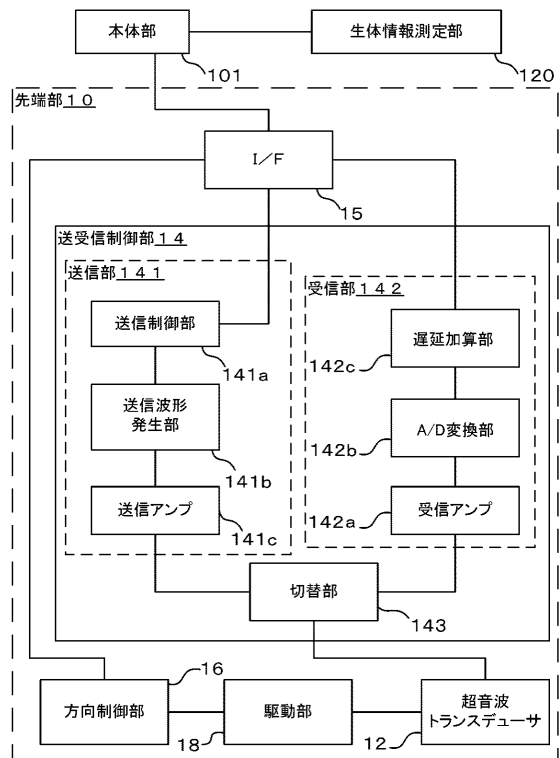 本体部
101
生体情報測定部
120
先端部10
I/F
15
送受信制御部14
送信部141
受信部142
送信制御部
141a
遅延加算部
142c
送信波形
発生部
141b
A/D変換部
142b
送信アンプ
141c
受信アンプ
142a
切替部
143
方向制御部
16
駆動部
18
超音波
トランスデューサ
12